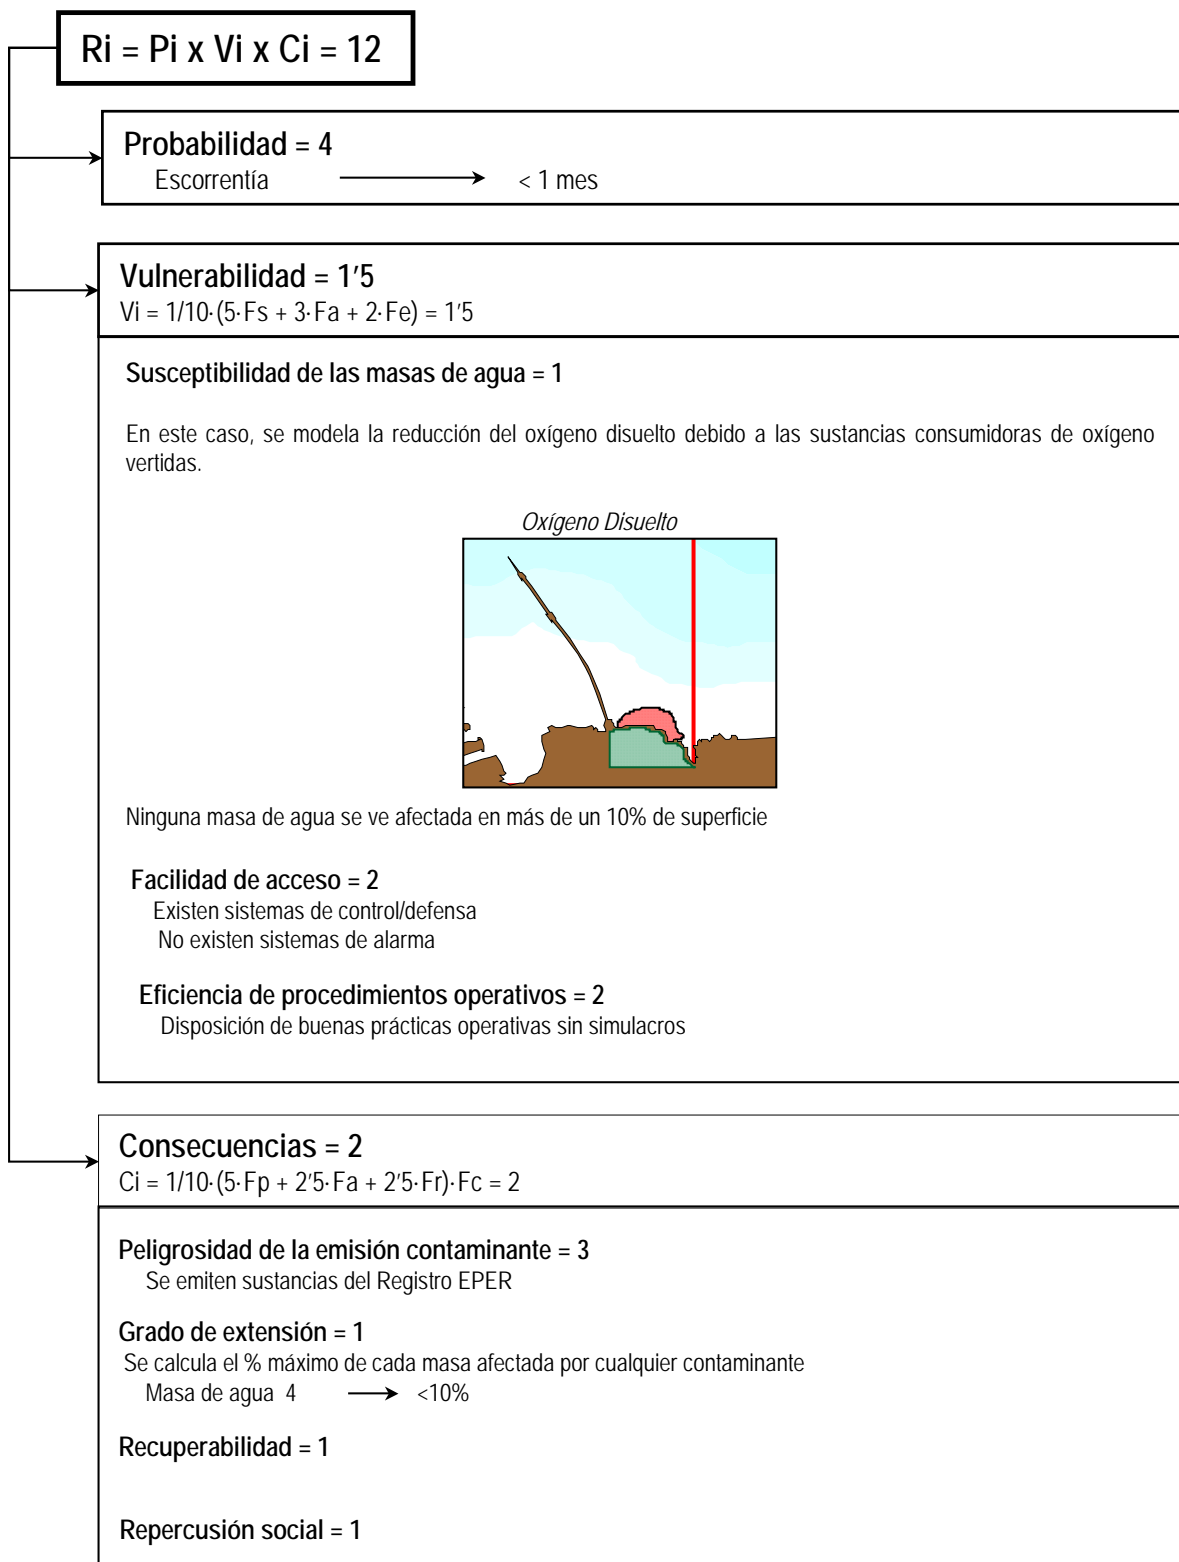 Ri = Pi x Vi x Ci = 12
Probabilidad = 4
Escorrentía < 1 mes
Vulnerabilidad = 1'5
Vi = 1/10·(5·Fs + 3·Fa + 2·Fe) = 1'5
Susceptibilidad de las masas de agua = 1
En este caso, se modela la reducción del oxígeno disuelto debido a las sustancias consumidoras de oxígeno
vertidas.
Oxígeno Disuelto
Ninguna masa de agua se ve afectada en más de un 10% de superficie
Facilidad de acceso = 2
Existen sistemas de control/defensa
No existen sistemas de alarma
Eficiencia de procedimientos operativos = 2
Disposición de buenas prácticas operativas sin simulacros
Consecuencias = 2
Ci = 1/10·(5·Fp + 2'5·Fa + 2'5·Fr)·Fc = 2
Peligrosidad de la emisión contaminante = 3
Se emiten sustancias del Registro EPER
Grado de extensión = 1
Se calcula el % máximo de cada masa afectada por cualquier contaminante
Masa de agua 4 <10%
Recuperabilidad = 1
Repercusión social = 1